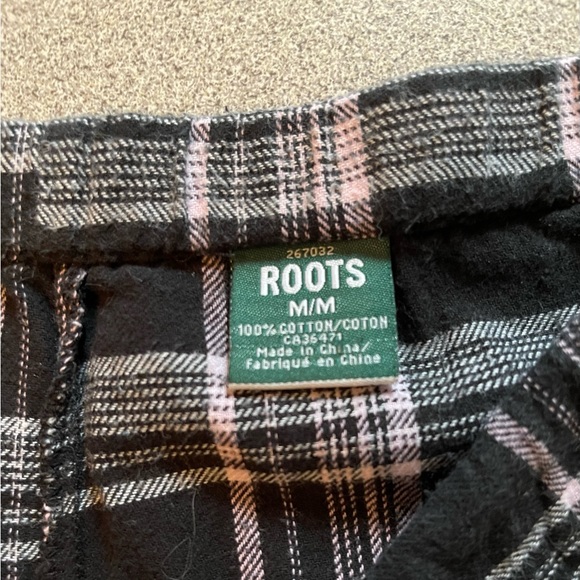 267032
ROOTS
M/M
100% COTTON/COTON
CA36471
Made in China/
Fabriqué en Chine